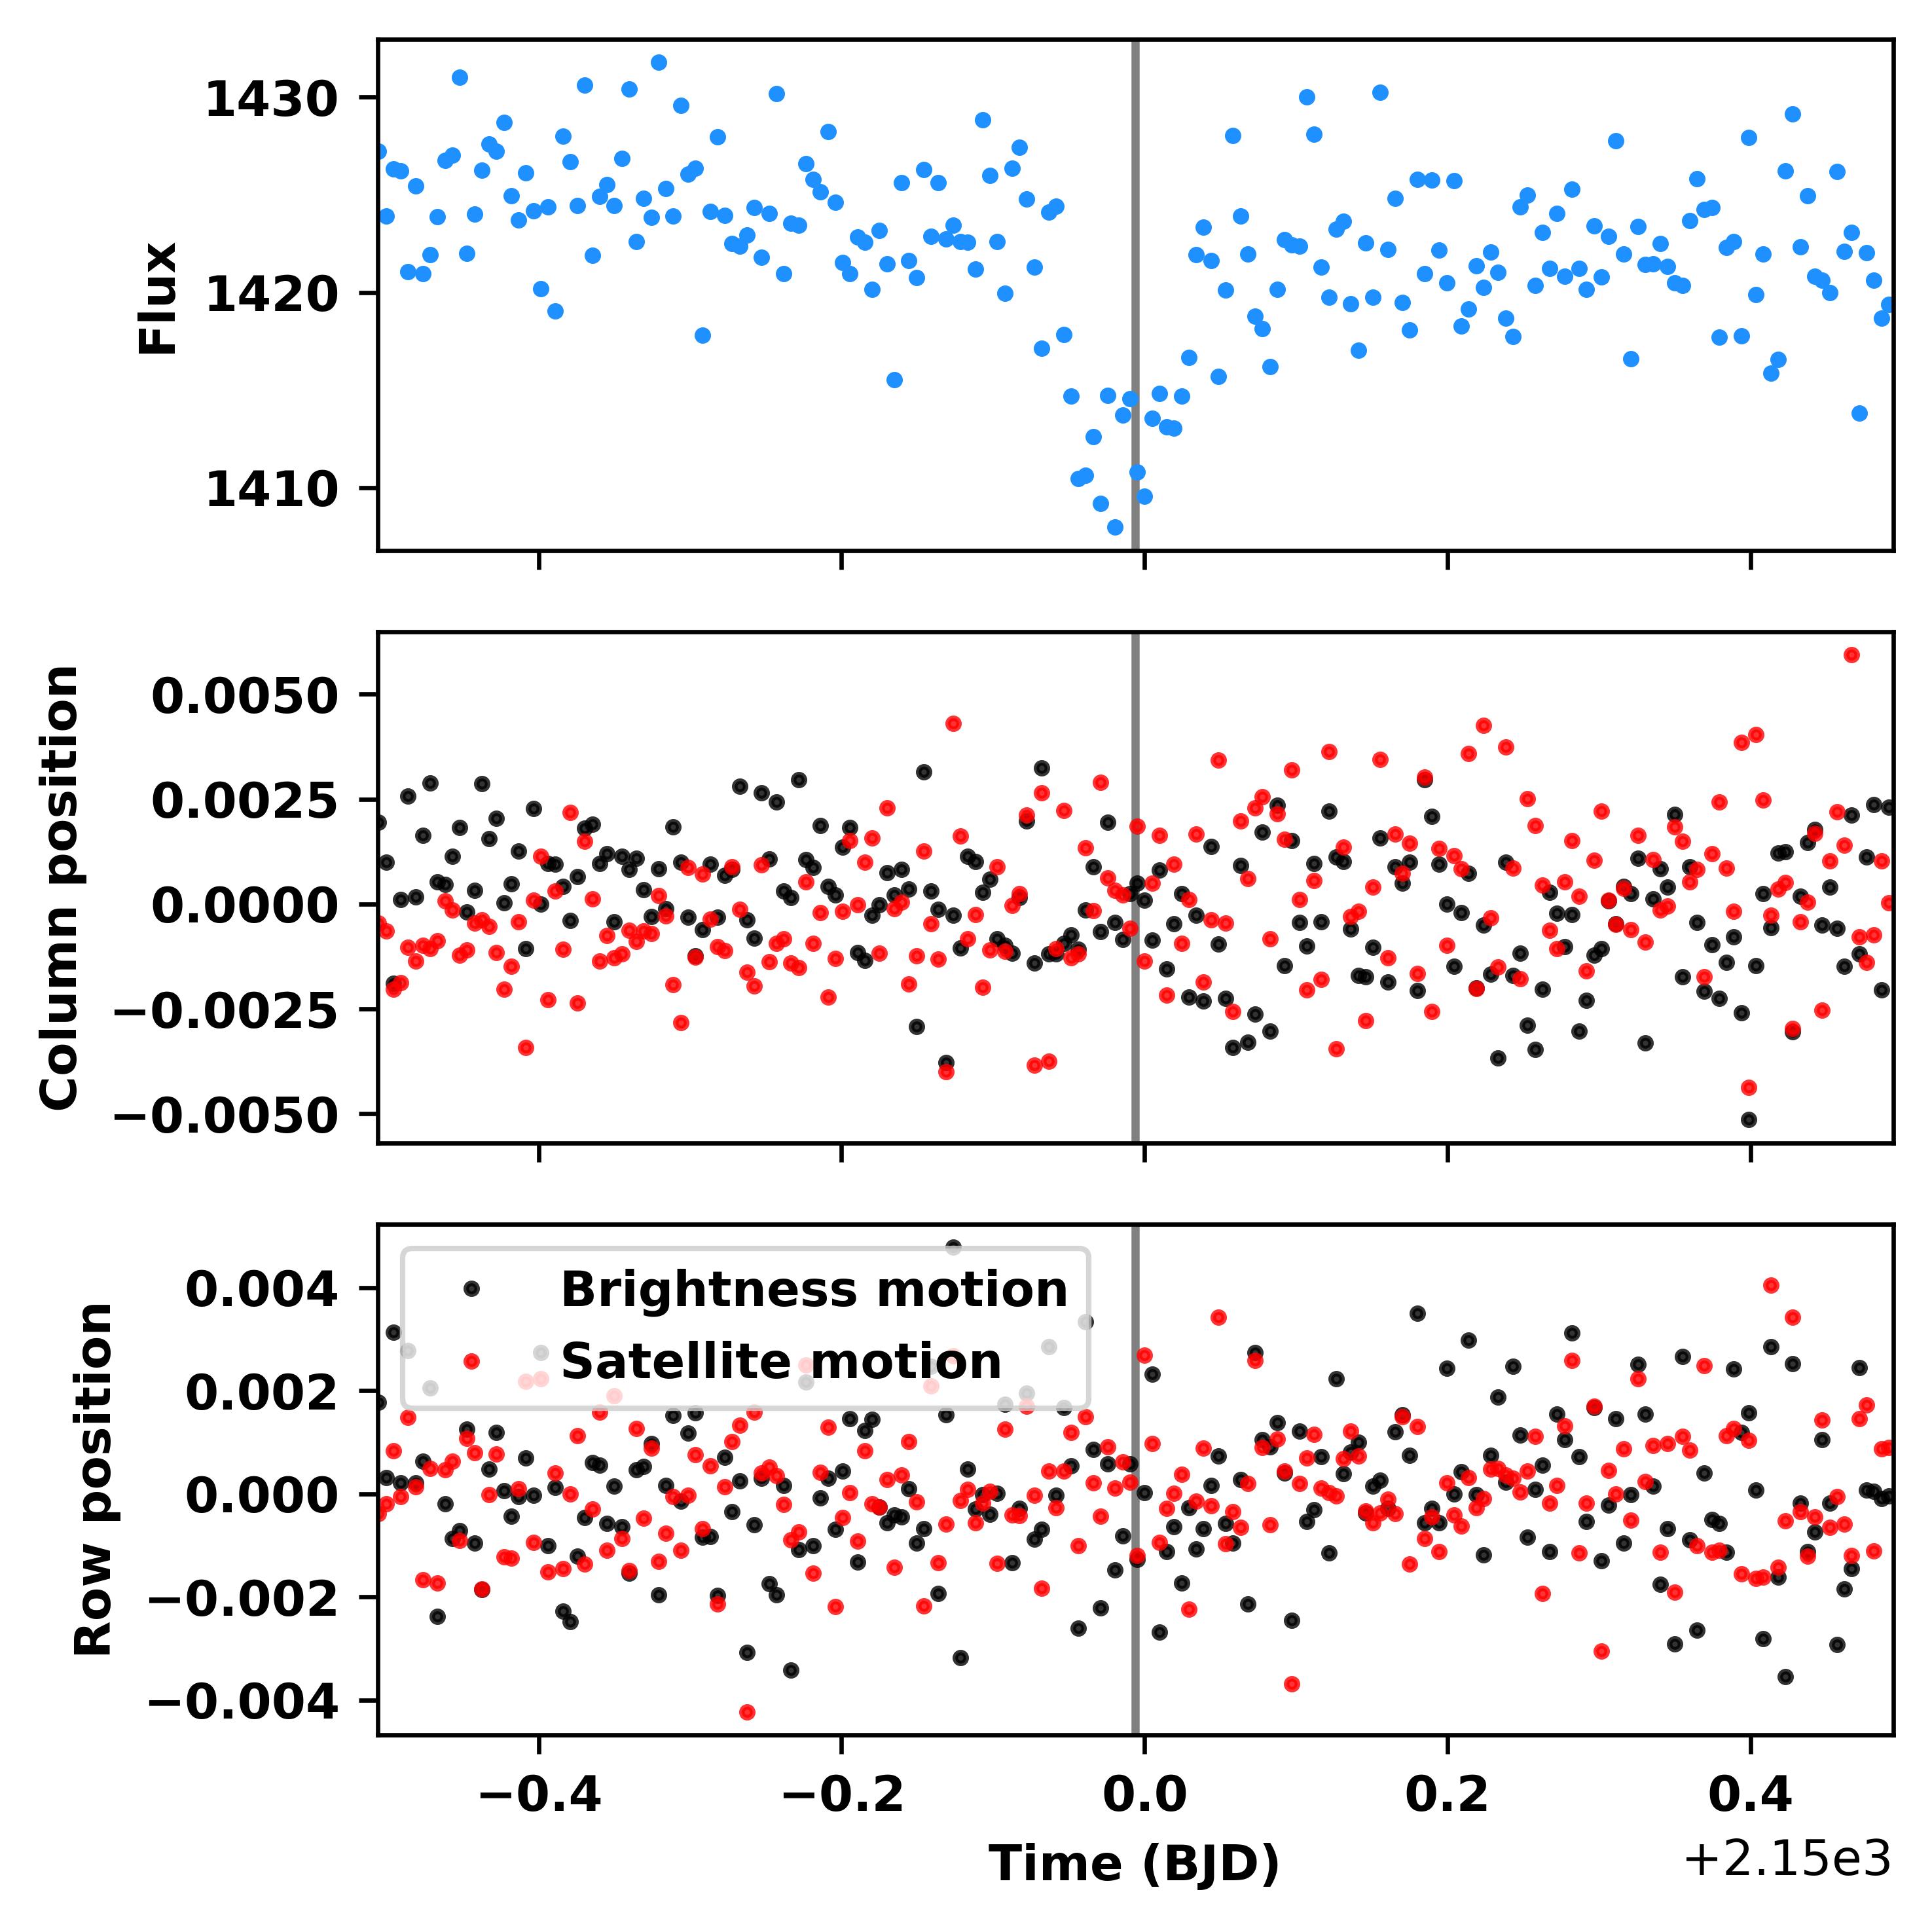 1430
1420
1410
Flux
0.0050
0.0025
0.0000
−0.0025
−0.0050
Column position
0.004
0.002
0.000
−0.002
−0.004
Row position
Brightness motion
Satellite motion
−0.4
−0.2
0.0
0.2
0.4
Time (BJD)
+2.15e3